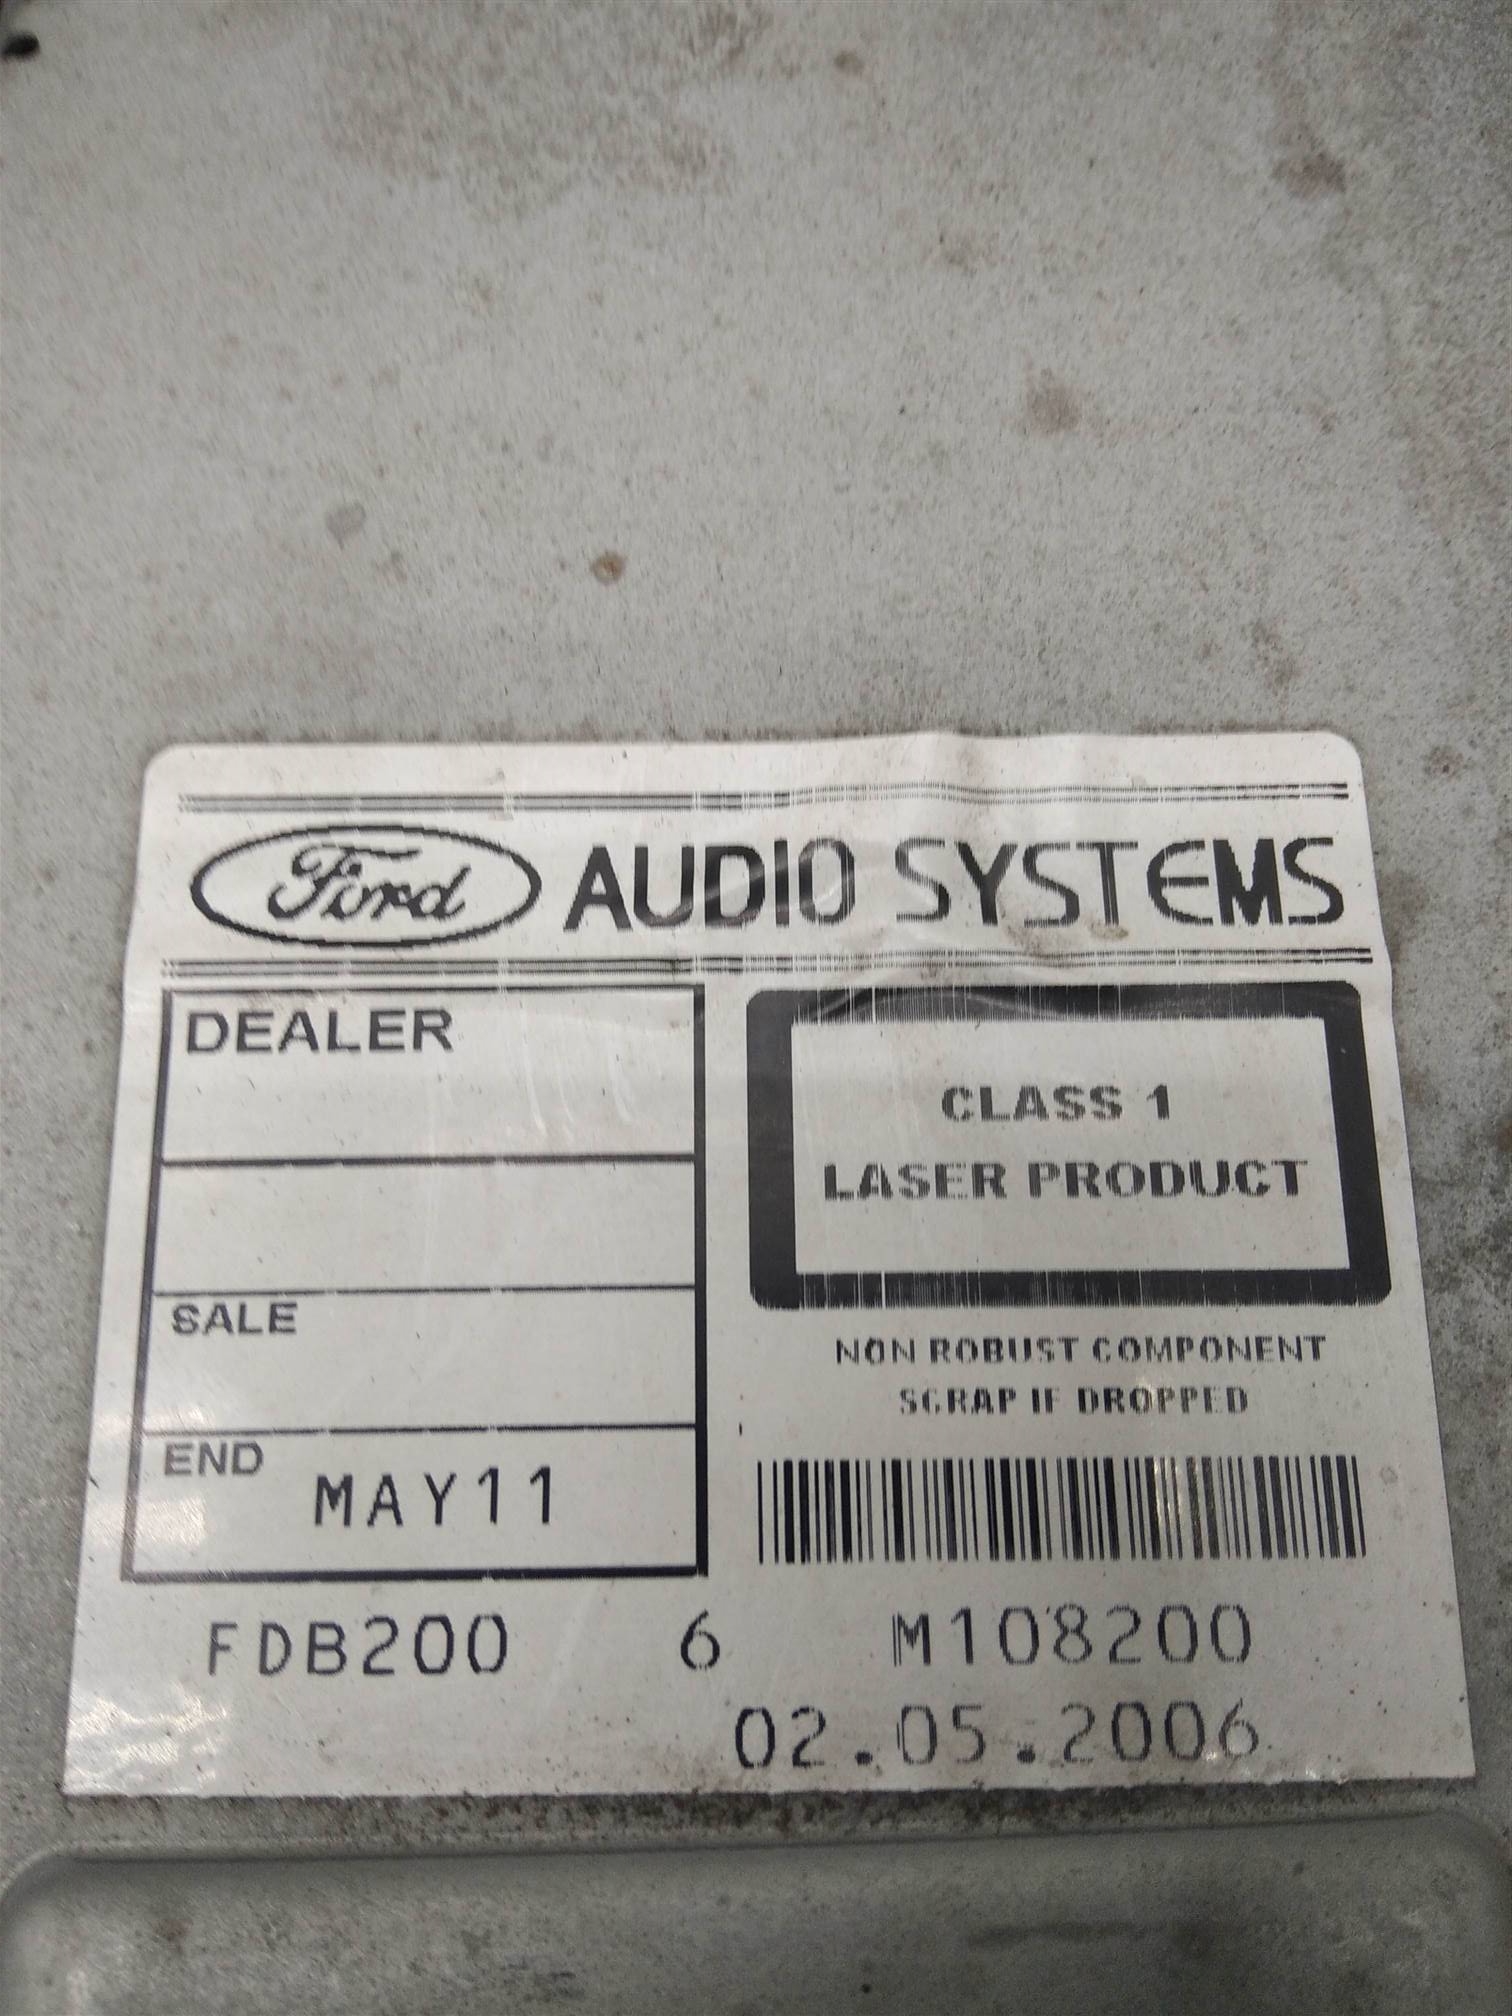 Ford AUDIO SYSTEMS
DEALER
SALE
END MAY11
CLASS 1
LASER PRODUCT
NON ROBUST COMPONENT
SCRAP IF DROPPED
FDB200 6 M108200
02.05.2006